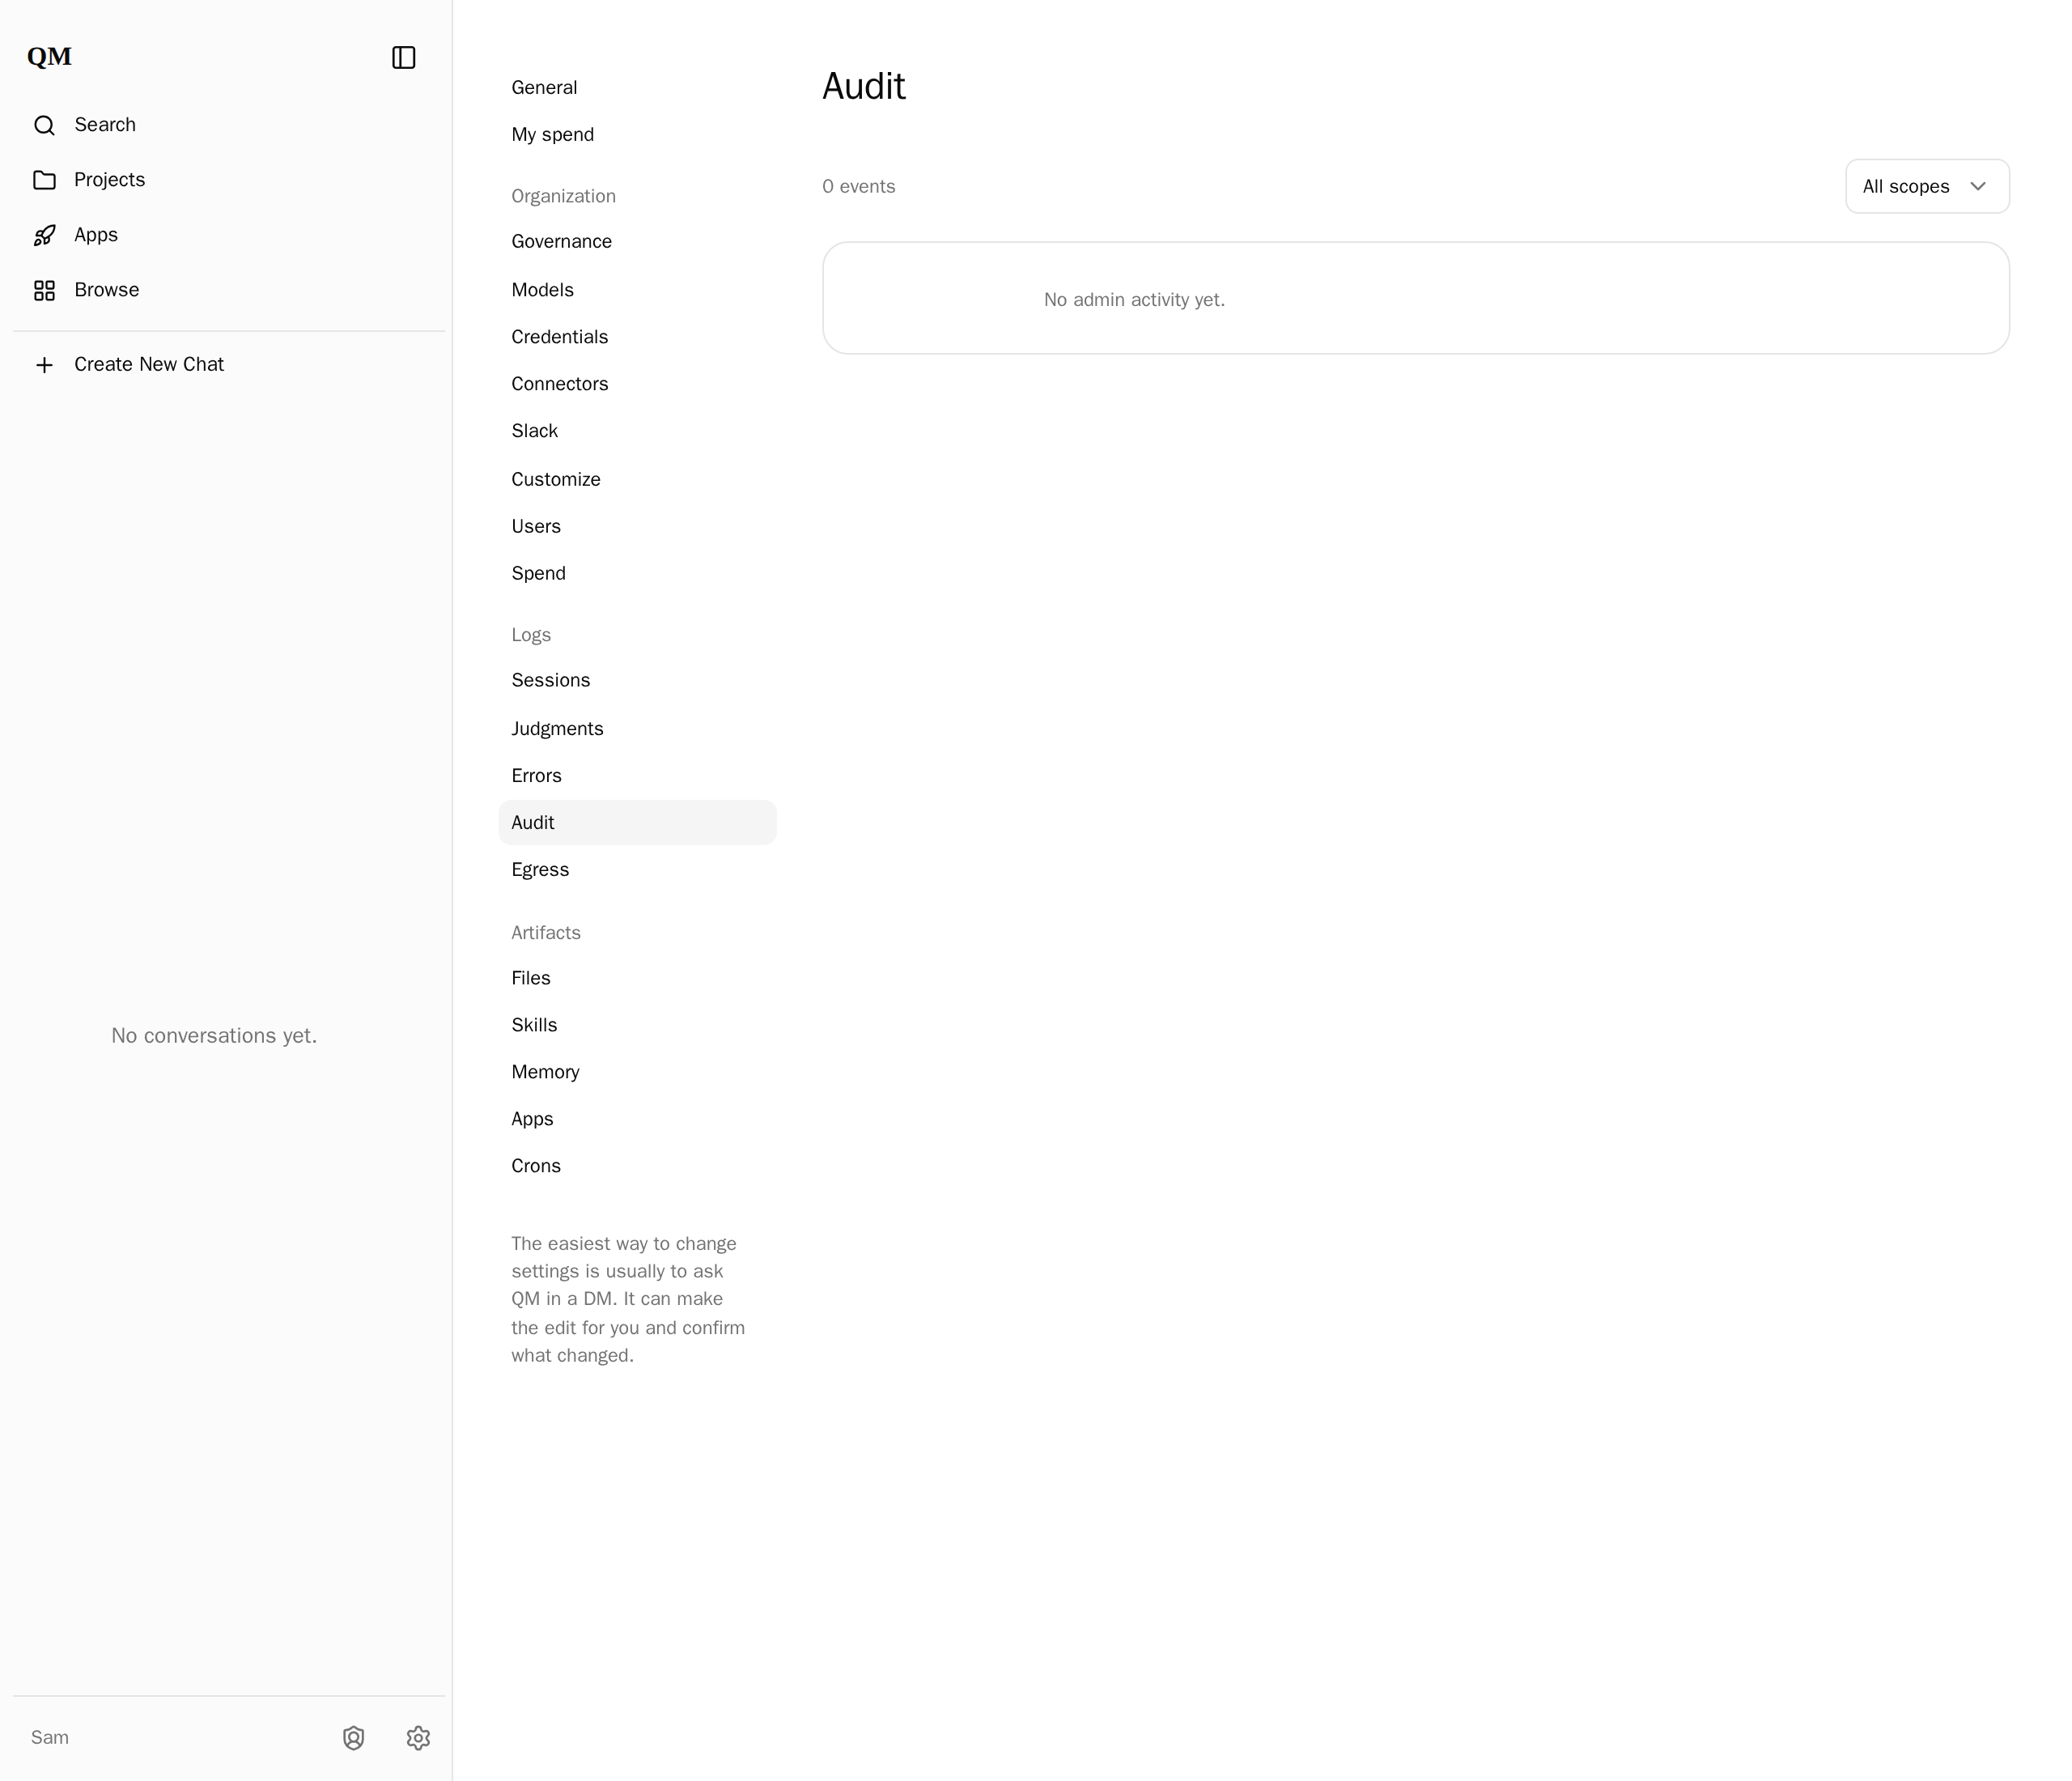 QM
Search
Projects
Apps
Browse
Create New Chat
No conversations yet.
Sam
General
My spend
Organization
Governance
Models
Credentials
Connectors
Slack
Customize
Users
Spend
Logs
Sessions
Judgments
Errors
Audit
Egress
Artifacts
Files
Skills
Memory
Apps
Crons
The easiest way to change
settings is usually to ask
QM in a DM. It can make
the edit for you and confirm
what changed.
Audit
0 events
All scopes
No admin activity yet.